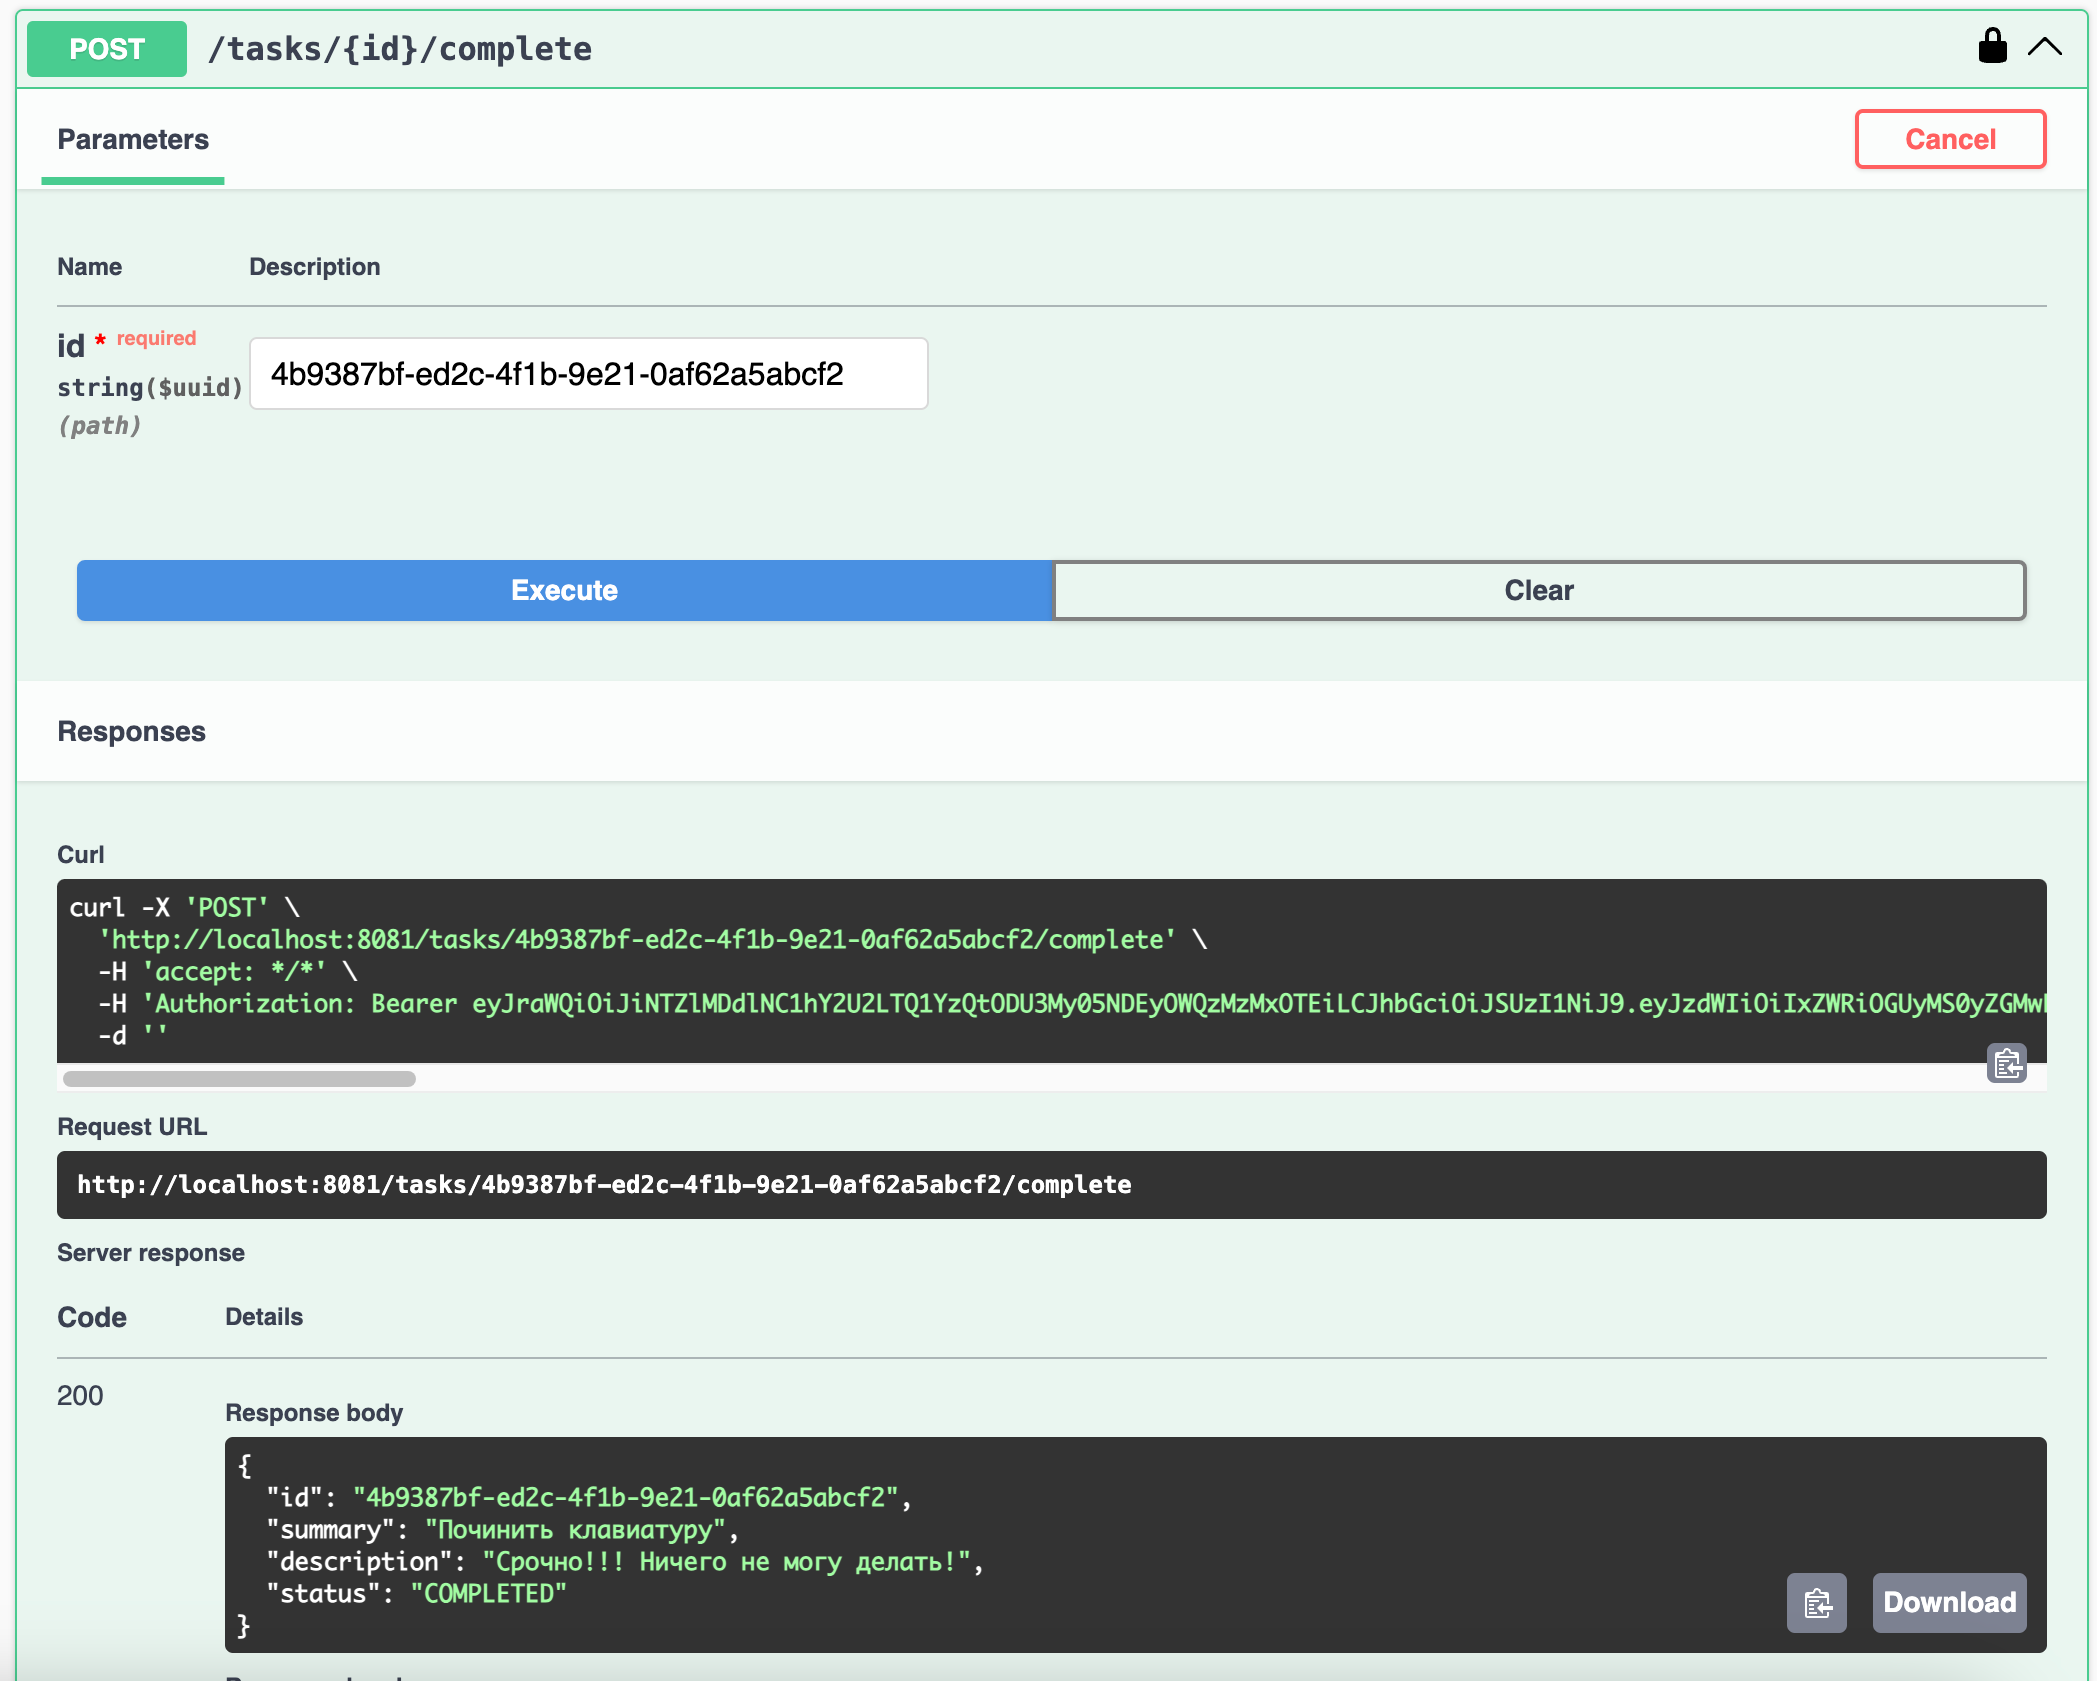 POST /tasks/{id}/complete
Parameters
Cancel
Name Description
id * required
string($uuid)
(path)
4b9387bf-ed2c-4f1b-9e21-0af62a5abcf2
Execute Clear
Responses
Curl
curl -X 'POST' \
'http://localhost:8081/tasks/4b9387bf-ed2c-4f1b-9e21-0af62a5abcf2/complete' \
-H 'accept: */*' \
-H 'Authorization: Bearer eyJraWQiOiJiNTZlMDdlNC1hY2U2LTQ1YzQtODU3My05NDEyOWQzMzMxOTEiLCJhbGciOiJSUzI1NiJ9.eyJzdWIiOiIxZWRiOGUyMS0yZGMw
-d ''
Request URL
http://localhost:8081/tasks/4b9387bf-ed2c-4f1b-9e21-0af62a5abcf2/complete
Server response
Code Details
200
Response body
{
"id": "4b9387bf-ed2c-4f1b-9e21-0af62a5abcf2",
"summary": "Починить клавиатуру",
"description": "Срочно!!! Ничего не могу делать!",
"status": "COMPLETED"
}
Download